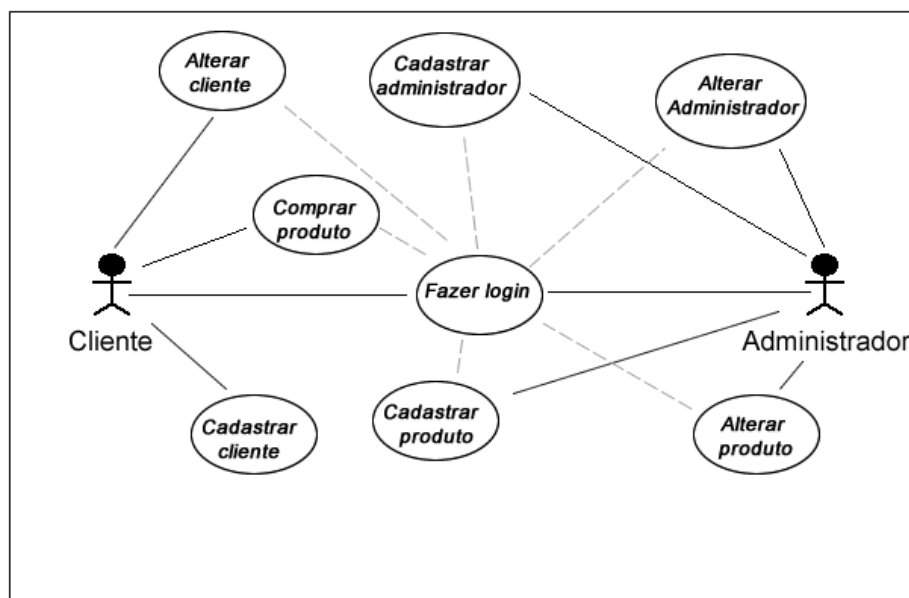 Alterar
cliente
Cadastrar
administrador
Alterar
Administrador
Comprar
produto
Fazer login
Cliente
Administrador
Cadastrar
cliente
Cadastrar
produto
Alterar
produto